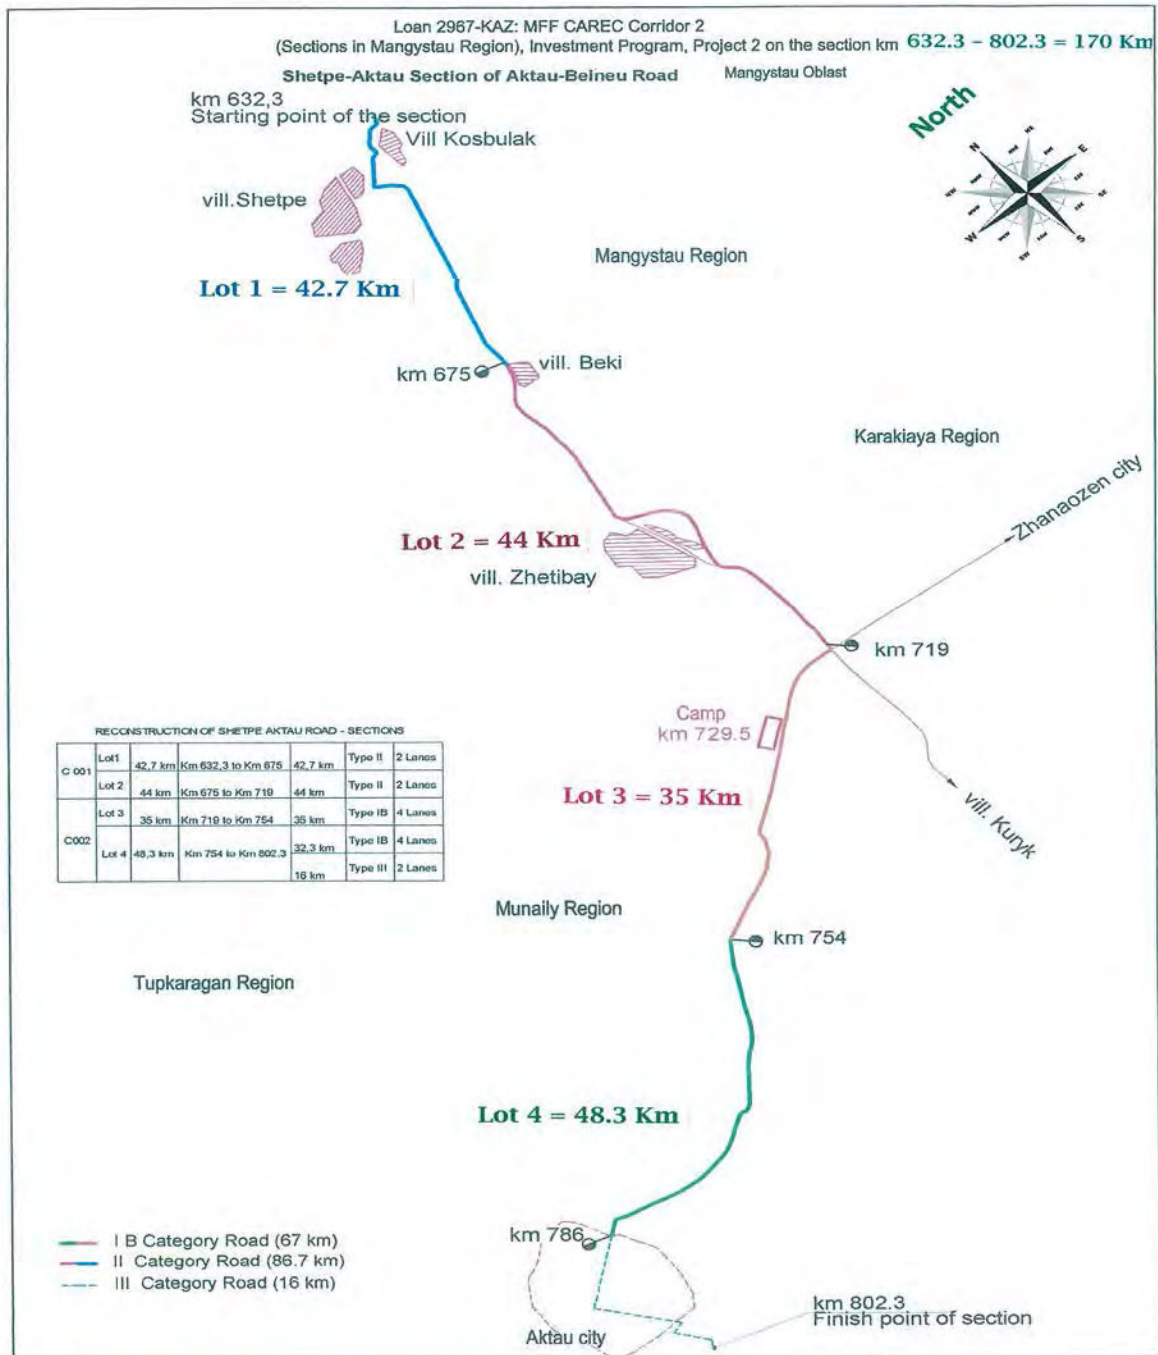 Loan 2967-KAZ: MFF CAREC Corridor 2
(Sections in Mangystau Region), Investment Program, Project 2 on the section km 632.3 – 802.3 = 170 Km
Shetpe-Aktau Section of Aktau-Beineu Road Mangystau Oblast
km 632,3
Starting point of the section
North
Vill Kosbulak
N
E
W
S
SE
SW
vill.Shetpe
Mangystau Region
Lot 1 = 42.7 Km
vill. Beki
km 675
Karakiaya Region
Zhanaozen city
Lot 2 = 44 Km
vill. Zhetibay
km 719
Camp
km 729.5
RECONSTRUCTION OF SHETPE AKTAU ROAD - SECTIONS
C 001 Lot1 42,7 km Km 632,3 to Km 675 42,7 km Type II 2 Lanes
Lot 2 44 km Km 675 to Km 719 44 km Type II 2 Lanes
C002 Lot 3 35 km Km 719 to Km 754 35 km Type IB 4 Lanes
Lot 4 48,3 km Km 754 to Km 802.3 32,3 km Type IB 4 Lanes
16 km Type III 2 Lanes
Lot 3 = 35 Km
vill. Kuryk
Munaily Region
km 754
Tupkaragan Region
Lot 4 = 48.3 Km
km 786
I B Category Road (67 km)
II Category Road (86.7 km)
III Category Road (16 km)
km 802.3
Finish point of section
Aktau city